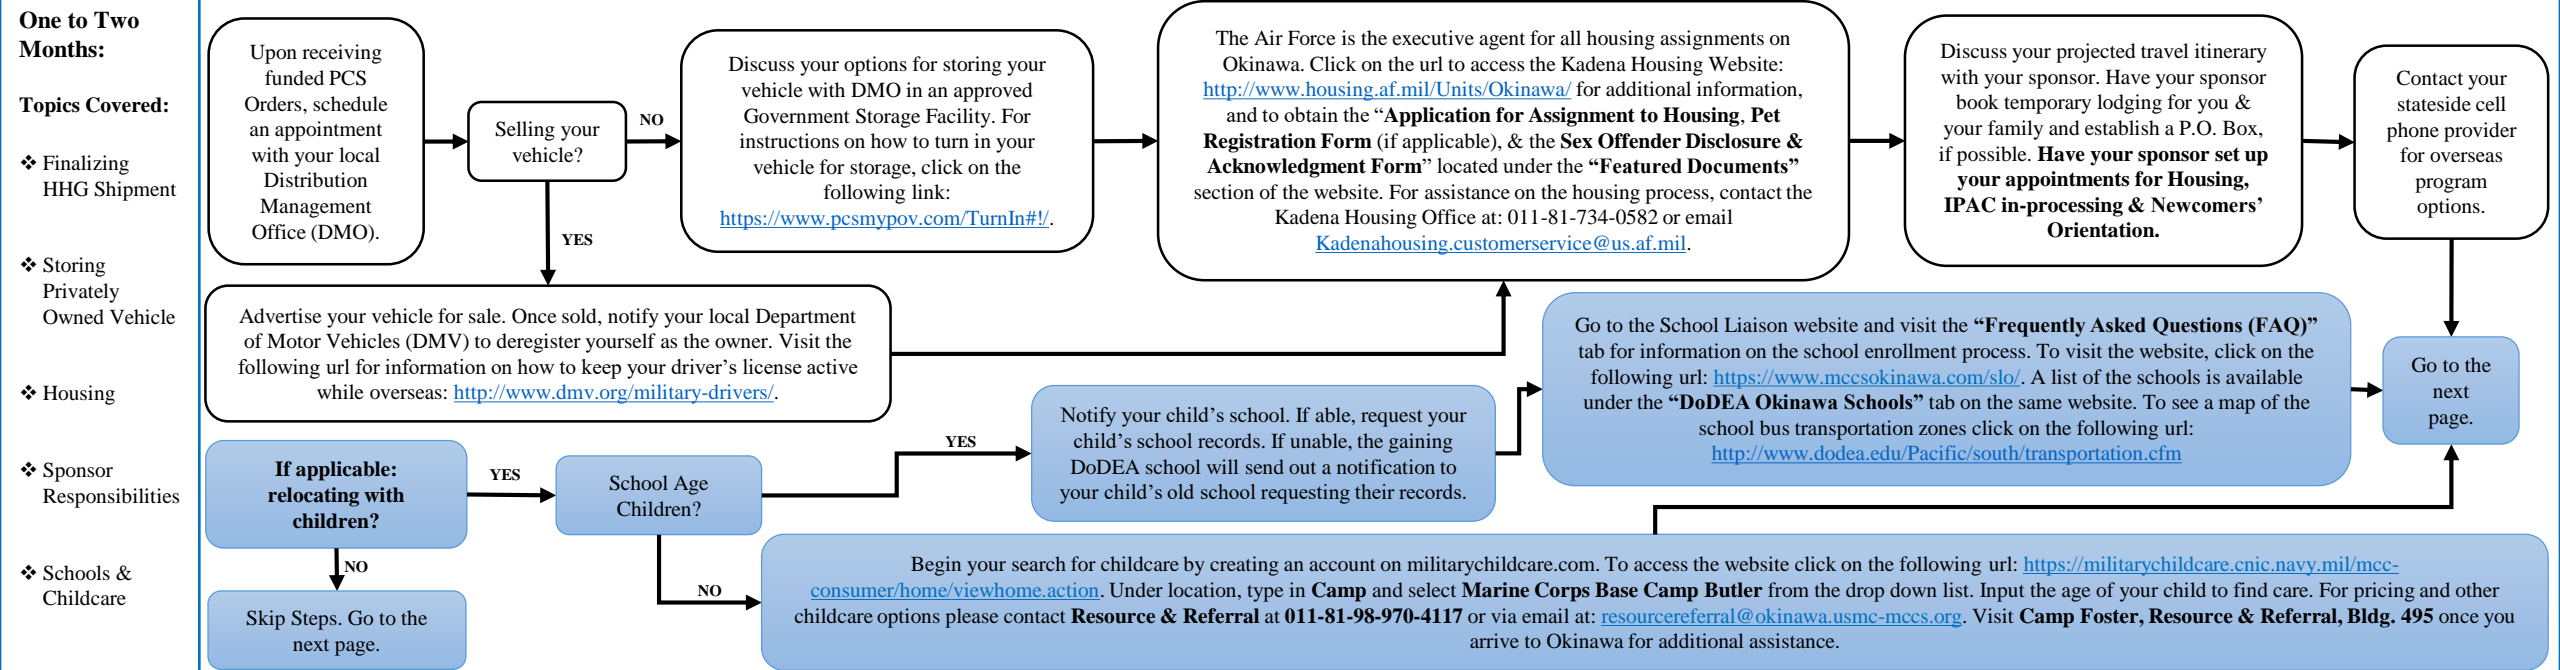 One to Two
Months:
Topics Covered:
❖ Finalizing
HHG Shipment
❖ Storing
Privately
Owned Vehicle
❖ Housing
❖ Sponsor
Responsibilities
❖ Schools &
Childcare
Upon receiving
funded PCS
Orders, schedule
an appointment
with your local
Distribution
Management
Office (DMO).
Selling your
vehicle?
NO
YES
Discuss your options for storing your
vehicle with DMO in an approved
Government Storage Facility. For
instructions on how to turn in your
vehicle for storage, click on the
following link:
https://www.pcsmypov.com/TurnIn#!/.
The Air Force is the executive agent for all housing assignments on
Okinawa. Click on the url to access the Kadena Housing Website:
http://www.housing.af.mil/Units/Okinawa/ for additional information,
and to obtain the “Application for Assignment to Housing, Pet
Registration Form (if applicable), & the Sex Offender Disclosure &
Acknowledgment Form” located under the “Featured Documents”
section of the website. For assistance on the housing process, contact the
Kadena Housing Office at: 011-81-734-0582 or email
Kadenahousing.customerservice@us.af.mil.
Discuss your projected travel itinerary
with your sponsor. Have your sponsor
book temporary lodging for you &
your family and establish a P.O. Box,
if possible. Have your sponsor set up
your appointments for Housing,
IPAC in-processing & Newcomers’
Orientation.
Contact your
stateside cell
phone provider
for overseas
program
options.
Advertise your vehicle for sale. Once sold, notify your local Department
of Motor Vehicles (DMV) to deregister yourself as the owner. Visit the
following url for information on how to keep your driver’s license active
while overseas: http://www.dmv.org/military-drivers/.
If applicable:
relocating with
children?
YES
NO
Skip Steps. Go to the
next page.
School Age
Children?
YES
NO
Notify your child’s school. If able, request your
child’s school records. If unable, the gaining
DoDEA school will send out a notification to
your child’s old school requesting their records.
Go to the School Liaison website and visit the “Frequently Asked Questions (FAQ)”
tab for information on the school enrollment process. To visit the website, click on the
following url: https://www.mccsokinawa.com/slo/. A list of the schools is available
under the “DoDEA Okinawa Schools” tab on the same website. To see a map of the
school bus transportation zones click on the following url:
http://www.dodea.edu/Pacific/south/transportation.cfm
Go to the
next
page.
Begin your search for childcare by creating an account on militarychildcare.com. To access the website click on the following url: https://militarychildcare.cnic.navy.mil/mcc-
consumer/home/viewhome.action. Under location, type in Camp and select Marine Corps Base Camp Butler from the drop down list. Input the age of your child to find care. For pricing and other
childcare options please contact Resource & Referral at 011-81-98-970-4117 or via email at: resourcereferral@okinawa.usmc-mccs.org. Visit Camp Foster, Resource & Referral, Bldg. 495 once you
arrive to Okinawa for additional assistance.